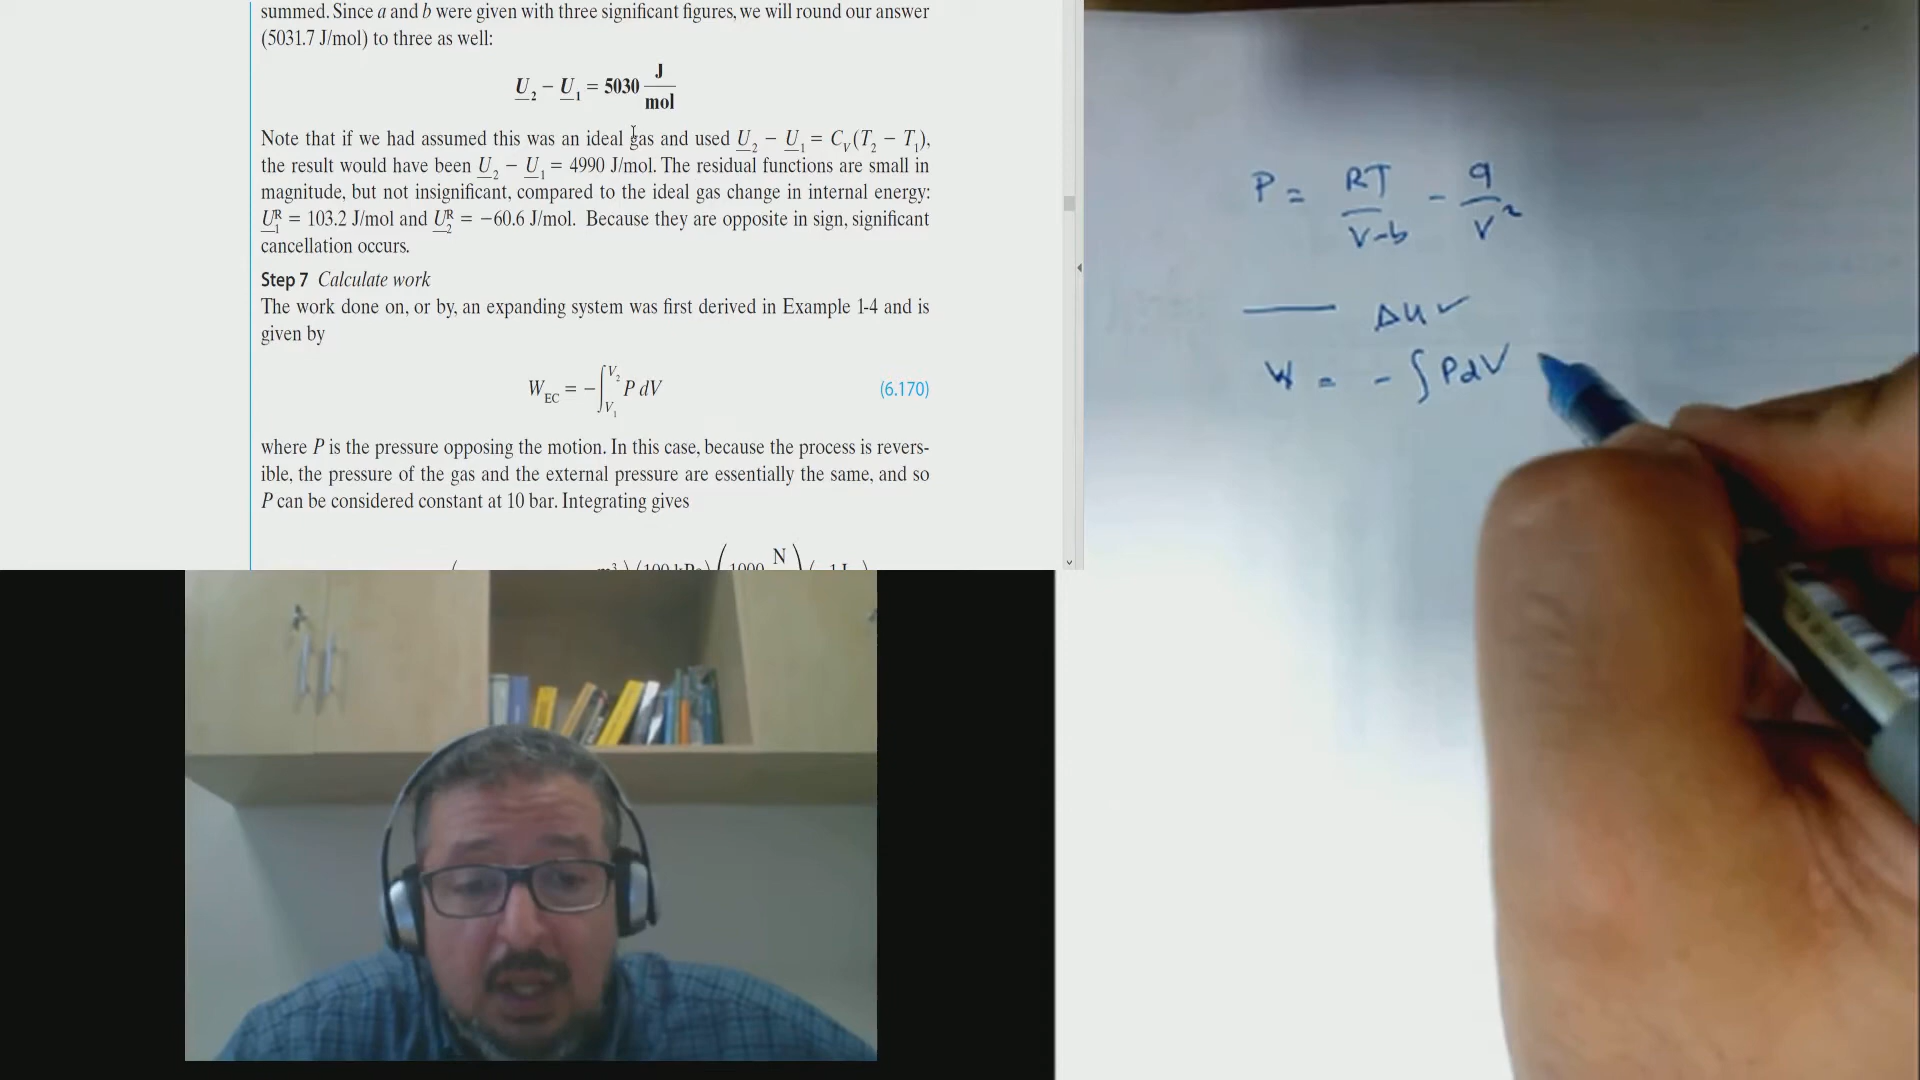 summed. Since a and b were given with three significant figures, we will round our answer
(5031.7 J/mol) to three as well:
U₂ − U₁ = 5030 J/mol
Note that if we had assumed this was an ideal gas and used U₂ − U₁ = C_V(T₂ − T₁),
the result would have been U₂ − U₁ = 4990 J/mol. The residual functions are small in
magnitude, but not insignificant, compared to the ideal gas change in internal energy:
U₁ᴿ = 103.2 J/mol and U₂ᴿ = −60.6 J/mol. Because they are opposite in sign, significant
cancellation occurs.
Step 7 Calculate work
The work done on, or by, an expanding system was first derived in Example 1-4 and is
given by
W_EC = −∫_{V₁}^{V₂} P dV (6.170)
where P is the pressure opposing the motion. In this case, because the process is revers-
ible, the pressure of the gas and the external pressure are essentially the same, and so
P can be considered constant at 10 bar. Integrating gives
P = RT/(V-b) - a/V²
ΔU ✓
W = - ∫PdV